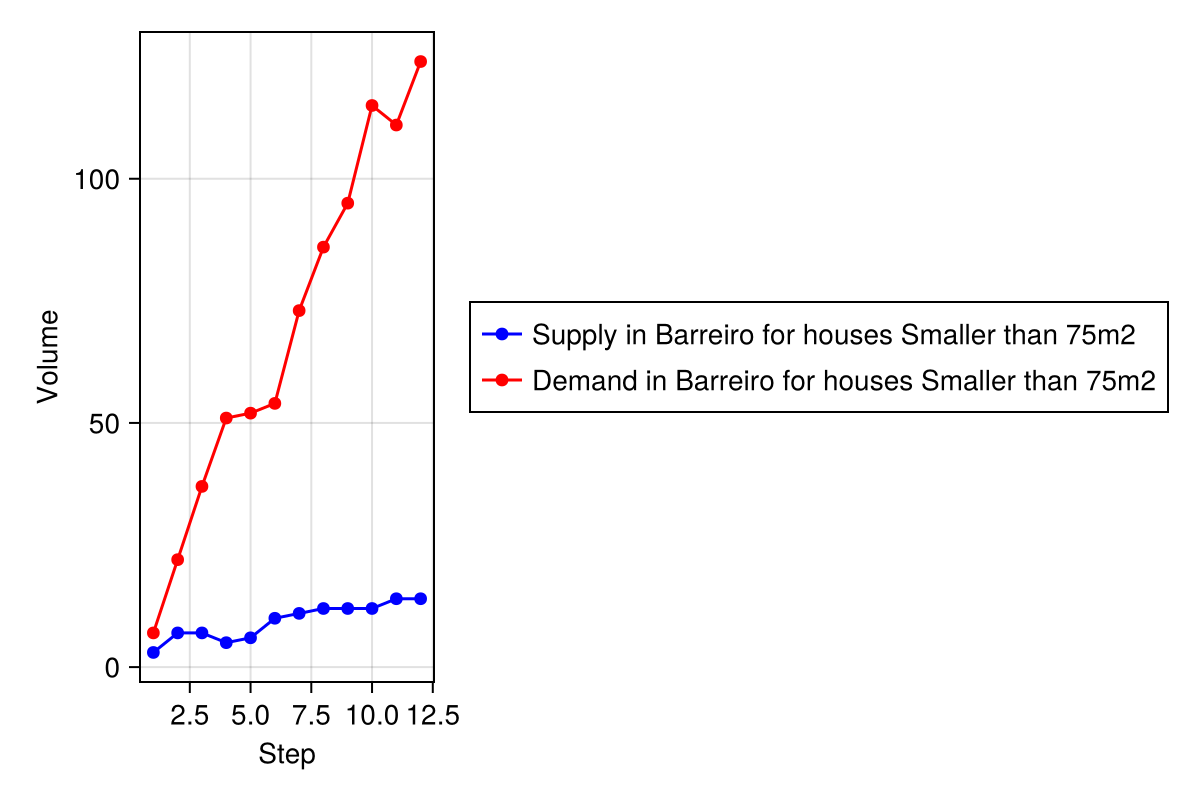 Volume
100
50
0
2.5 5.0 7.5 10.0 12.5
Step
Supply in Barreiro for houses Smaller than 75m2
Demand in Barreiro for houses Smaller than 75m2